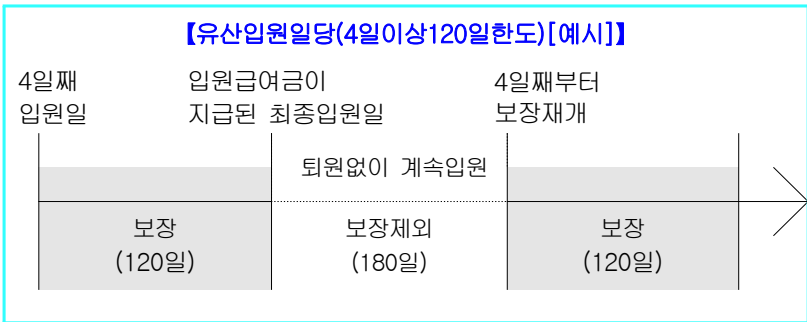 【유산입원일당(4일이상120일한도)[예시]】
4일째
입원일
입원급여금이
지급된 최종입원일
4일째부터
보장재개
퇴원없이 계속입원
보장
(120일)
보장제외
(180일)
보장
(120일)